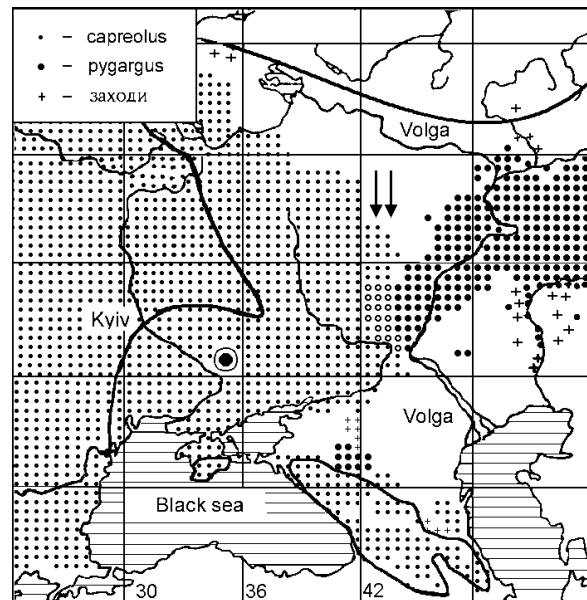 • – capreolus
• – pygargus
+ – заходи
Volga
Kyiv
Volga
Black sea
30 36 42